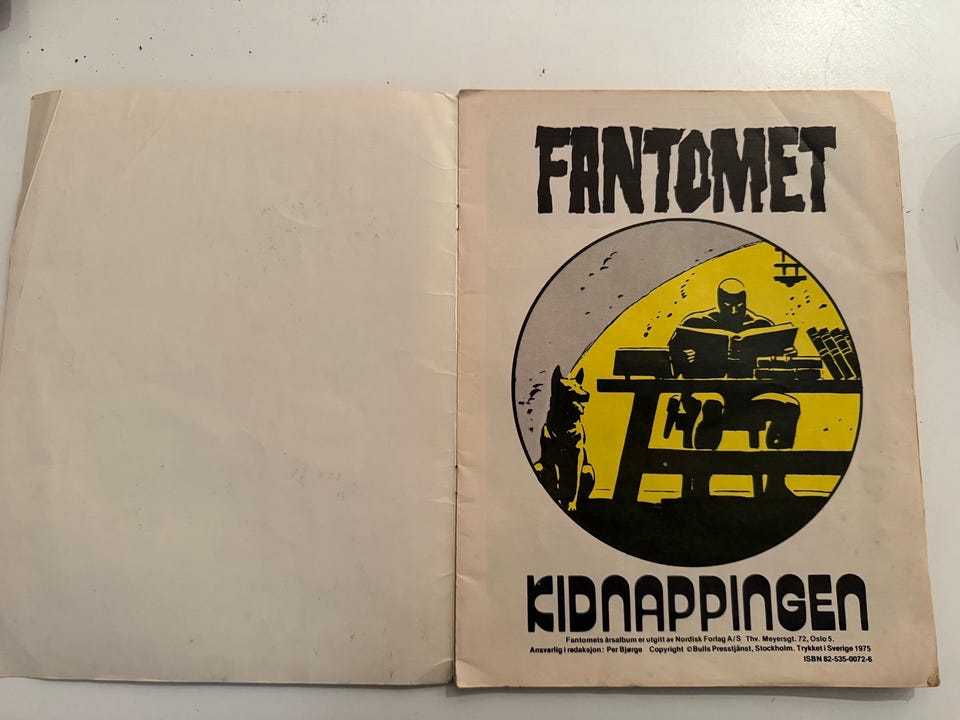 FANTOMET
KIDNAPPINGEN
Fantomets årsalbum er utgitt av Nordisk Forlag A/S Thv. Meyersgt. 72, Oslo 5.
Ansvarlig i redaksjon: Per Bjørge Copyright ©Bulls Presstjänst, Stockholm. Trykket i Sverige 1975
ISBN 82-535-0072-6